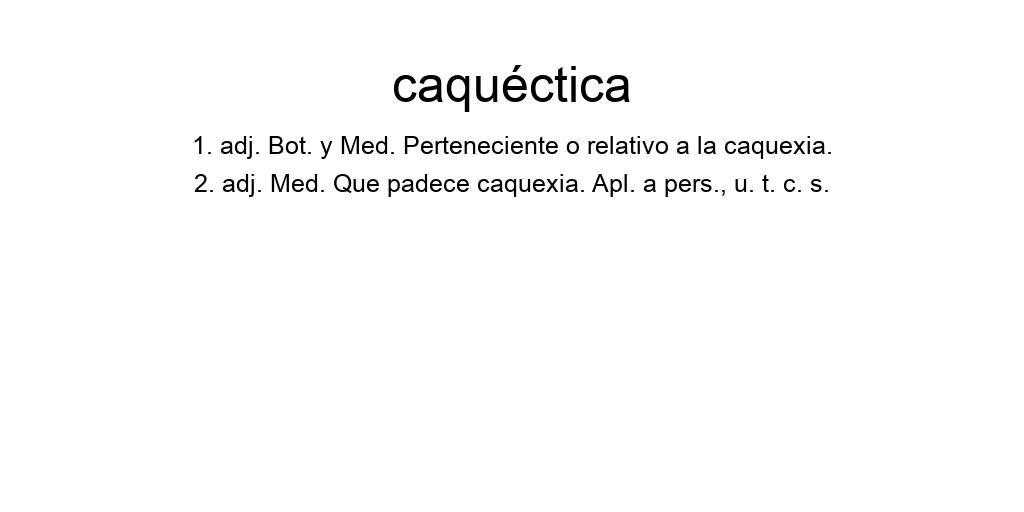 caquéctica
1. adj. Bot. y Med. Perteneciente o relativo a la caquexia.
2. adj. Med. Que padece caquexia. Apl. a pers., u. t. c. s.